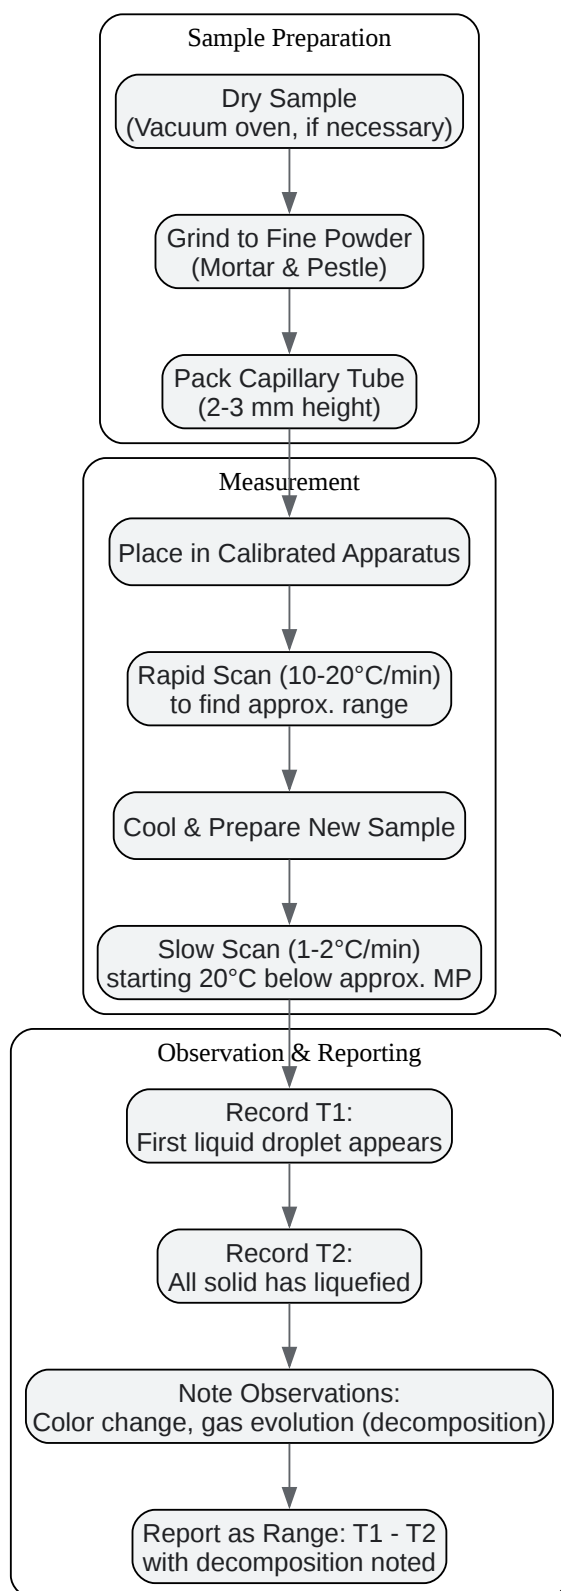 Sample Preparation
Dry Sample
(Vacuum oven, if necessary)
Grind to Fine Powder
(Mortar & Pestle)
Pack Capillary Tube
(2-3 mm height)
Measurement
Place in Calibrated Apparatus
Rapid Scan (10-20°C/min)
to find approx. range
Cool & Prepare New Sample
Slow Scan (1-2°C/min)
starting 20°C below approx. MP
Observation & Reporting
Record T1:
First liquid droplet appears
Record T2:
All solid has liquefied
Note Observations:
Color change, gas evolution (decomposition)
Report as Range: T1 - T2
with decomposition noted